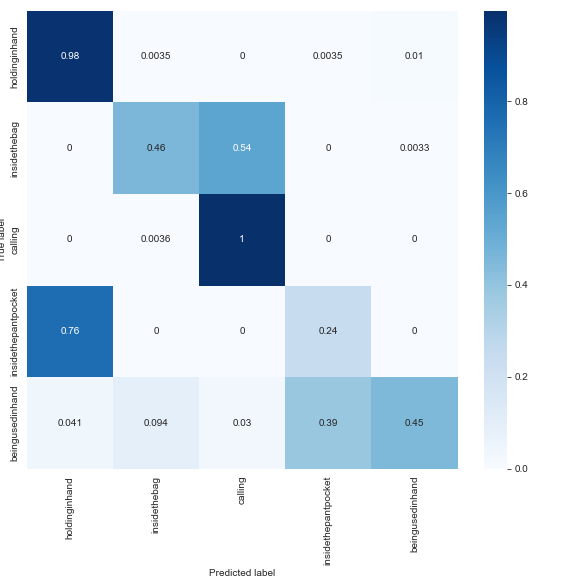 holdinginhand 0.98 0.0035 0 0.0035 0.01
insidethebag 0 0.46 0.54 0 0.0033
True label
calling 0 0.0036 1 0 0
insidethepantpocket 0.76 0 0 0.24 0
beingusedinhand 0.041 0.094 0.03 0.39 0.45
holdinginhand insidethebag calling insidethepantpocket beingusedinhand
Predicted label
0.8
0.6
0.4
0.2
0.0